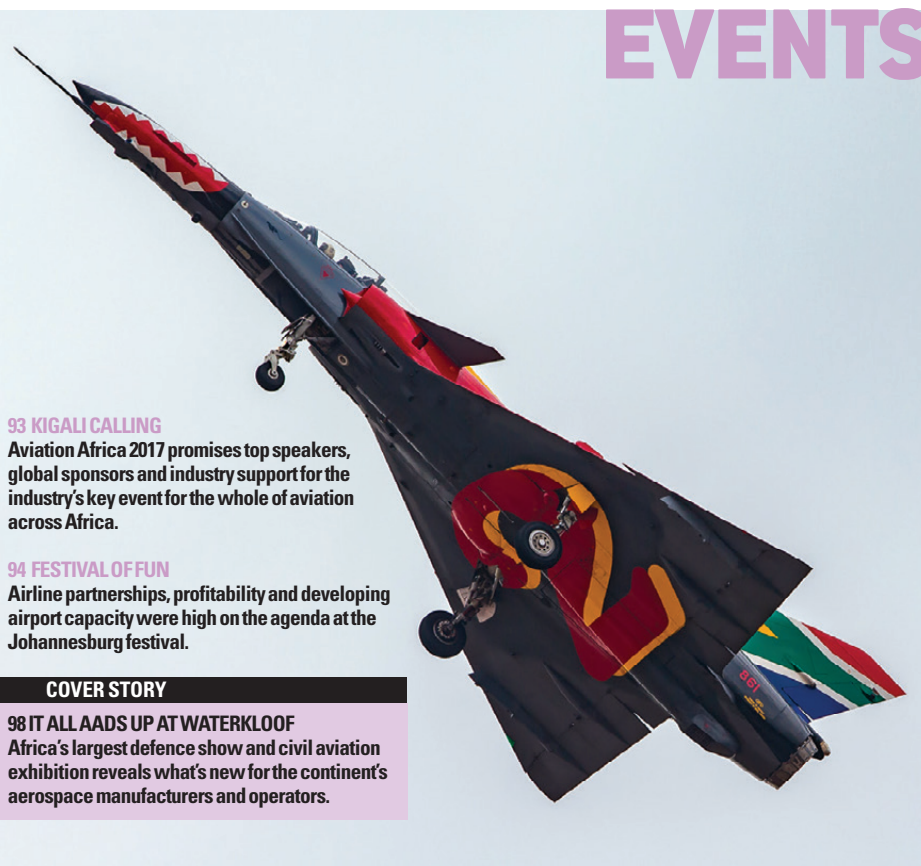 EVENTS
93 KIGALI CALLING
Aviation Africa 2017 promises top speakers,
global sponsors and industry support for the
industry's key event for the whole of aviation
across Africa.
94 FESTIVAL OF FUN
Airline partnerships, profitability and developing
airport capacity were high on the agenda at the
Johannesburg festival.
COVER STORY
98 IT ALL AADS UP AT WATERKLOOF
Africa's largest defence show and civil aviation
exhibition reveals what's new for the continent's
aerospace manufacturers and operators.